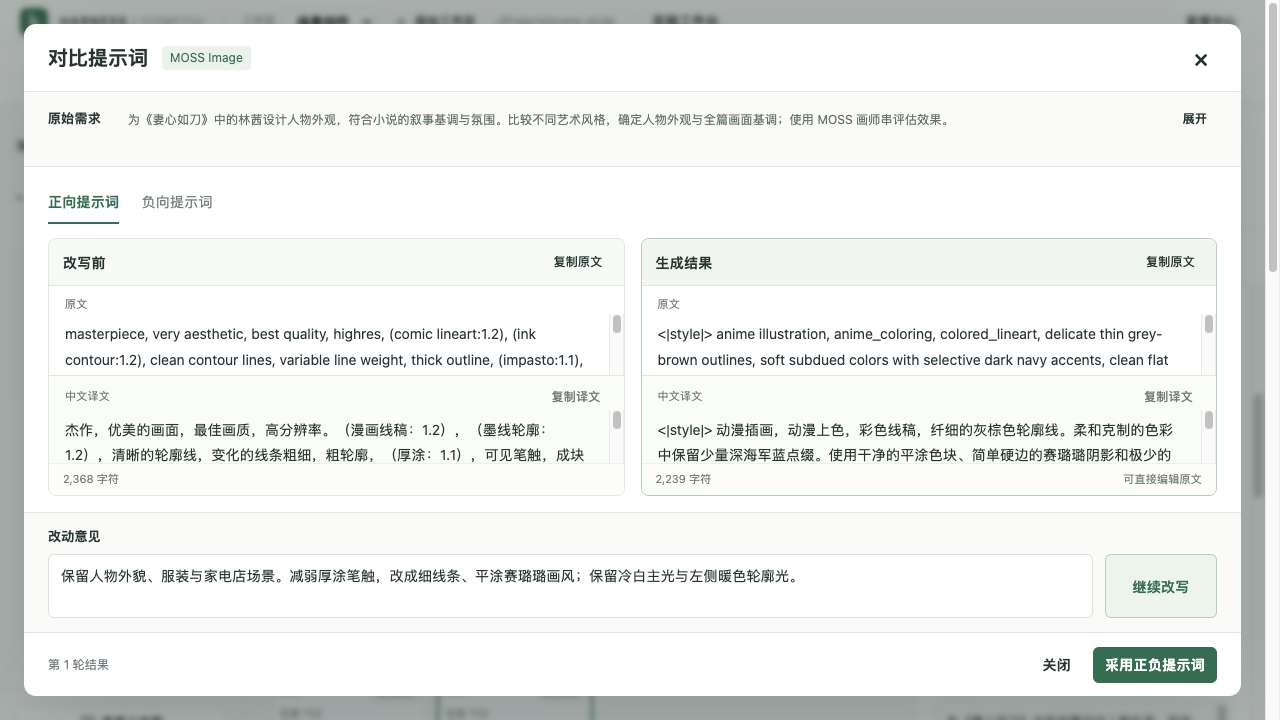 对比提示词 MOSS Image
原始需求 为《妻心如刀》中的林茜设计人物外观，符合小说的叙事基调与氛围。比较不同艺术风格，确定人物外观与全篇画面基调；使用 MOSS 画师串评估效果。 展开
正向提示词 负向提示词
改写前 复制原文
原文
masterpiece, very aesthetic, best quality, highres, (comic lineart:1.2), (ink
contour:1.2), clean contour lines, variable line weight, thick outline, (impasto:1.1),
中文译文 复制译文
杰作，优美的画面，最佳画质，高分辨率。（漫画线稿：1.2），（墨线轮廓：
1.2），清晰的轮廓线，变化的线条粗细，粗轮廓，（厚涂：1.1），可见笔触，成块
2,368 字符
生成结果 复制原文
原文
<|style|> anime illustration, anime_coloring, colored_lineart, delicate thin grey-
brown outlines, soft subdued colors with selective dark navy accents, clean flat
中文译文 复制译文
<|style|> 动漫插画，动漫上色，彩色线稿，纤细的灰棕色轮廓线。柔和克制的色彩
中保留少量深海军蓝点缀。使用干净的平涂色块、简单硬边的赛璐璐阴影和极少的
2,239 字符 可直接编辑原文
改动意见
保留人物外貌、服装与家电店场景。减弱厚涂笔触，改成细线条、平涂赛璐璐画风；保留冷白主光与左侧暖色轮廓光。
继续改写
第 1 轮结果 关闭 采用正负提示词